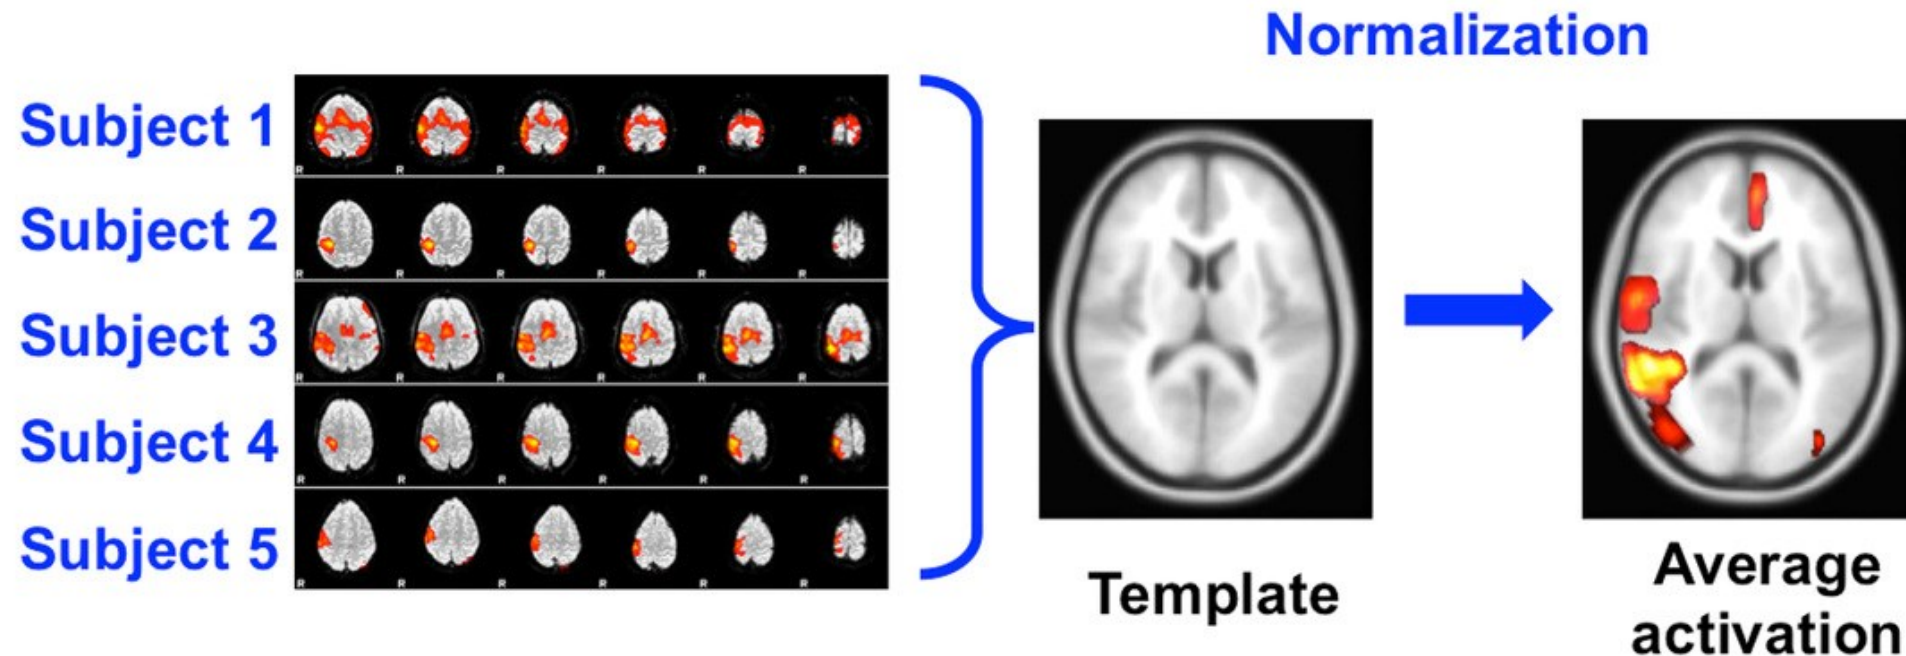 Normalization
Subject 1
R R R R R R
Subject 2
R R R R R R
Subject 3
R R R R R R
Subject 4
R R R R R R
Subject 5
R R R R R R
Template
Average
activation